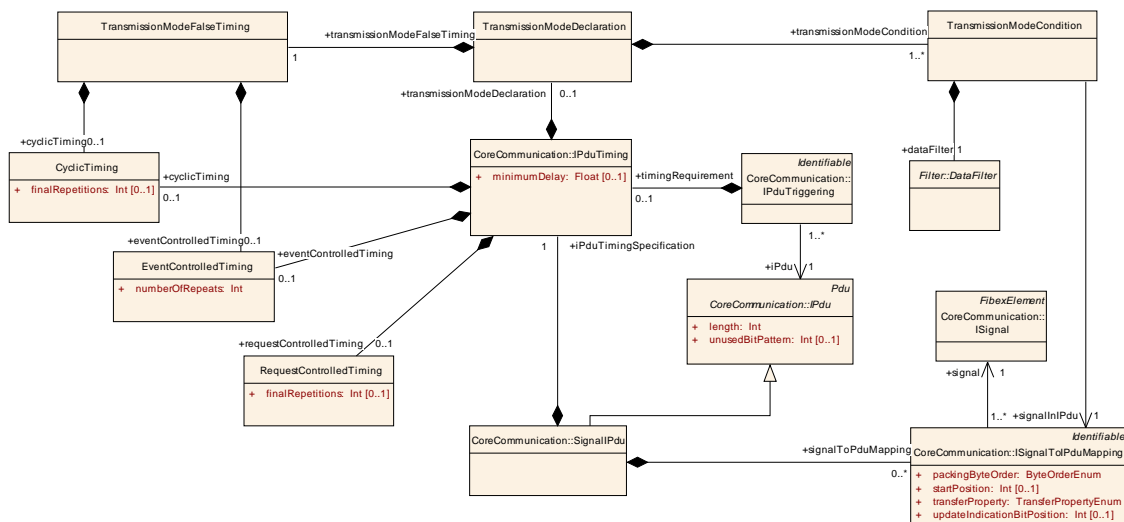 TransmissionModeFalseTiming
TransmissionModeDeclaration
TransmissionModeCondition
+transmissionModeFalseTiming
1
+transmissionModeCondition
1..*
+transmissionModeDeclaration
0..1
+cyclicTiming
0..1
CyclicTiming
+ finalRepetitions: Int [0..1]
+cyclicTiming
0..1
CoreCommunication::IPduTiming
+ minimumDelay: Float [0..1]
+timingRequirement
0..1
Identifiable
CoreCommunication::
IPduTriggering
+dataFilter
1
Filter::DataFilter
+eventControlledTiming
0..1
+eventControlledTiming
0..1
EventControlledTiming
+ numberOfRepeats: Int
1
+iPduTimingSpecification
1..*
+iPdu
1
Pdu
CoreCommunication::IPdu
+ length: Int
+ unusedBitPattern: Int [0..1]
FibexElement
CoreCommunication::
ISignal
+requestControlledTiming
0..1
RequestControlledTiming
+ finalRepetitions: Int [0..1]
+signal
1
1..*
+signalInIPdu
1
CoreCommunication::SignalIPdu
+signalToPduMapping
0..*
Identifiable
CoreCommunication::ISignalToIPduMapping
+ packingByteOrder: ByteOrderEnum
+ startPosition: Int [0..1]
+ transferProperty: TransferPropertyEnum
+ updateIndicationBitPosition: Int [0..1]